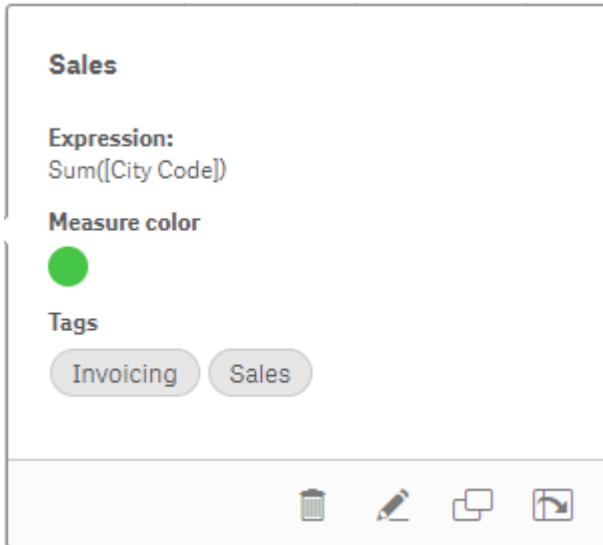 Sales
Expression:
Sum([City Code])
Measure color
Tags
Invoicing Sales